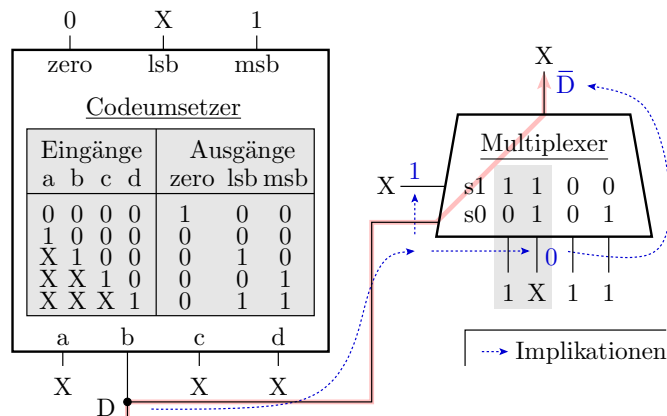 0 X 1
zero lsb msb
Codeumsetzer
Eingänge Ausgänge
a b c d zero lsb msb
0 0 0 0 1 0 0
1 0 0 0 0 0 0
X 1 0 0 0 1 0
X X 1 0 0 0 1
X X X 1 0 1 1
a b c d
X X X
D
X
D̅
Multiplexer
X 1 s1 1 1 0 0
s0 0 1 0 1
0
1 X 1 1
Implikationen